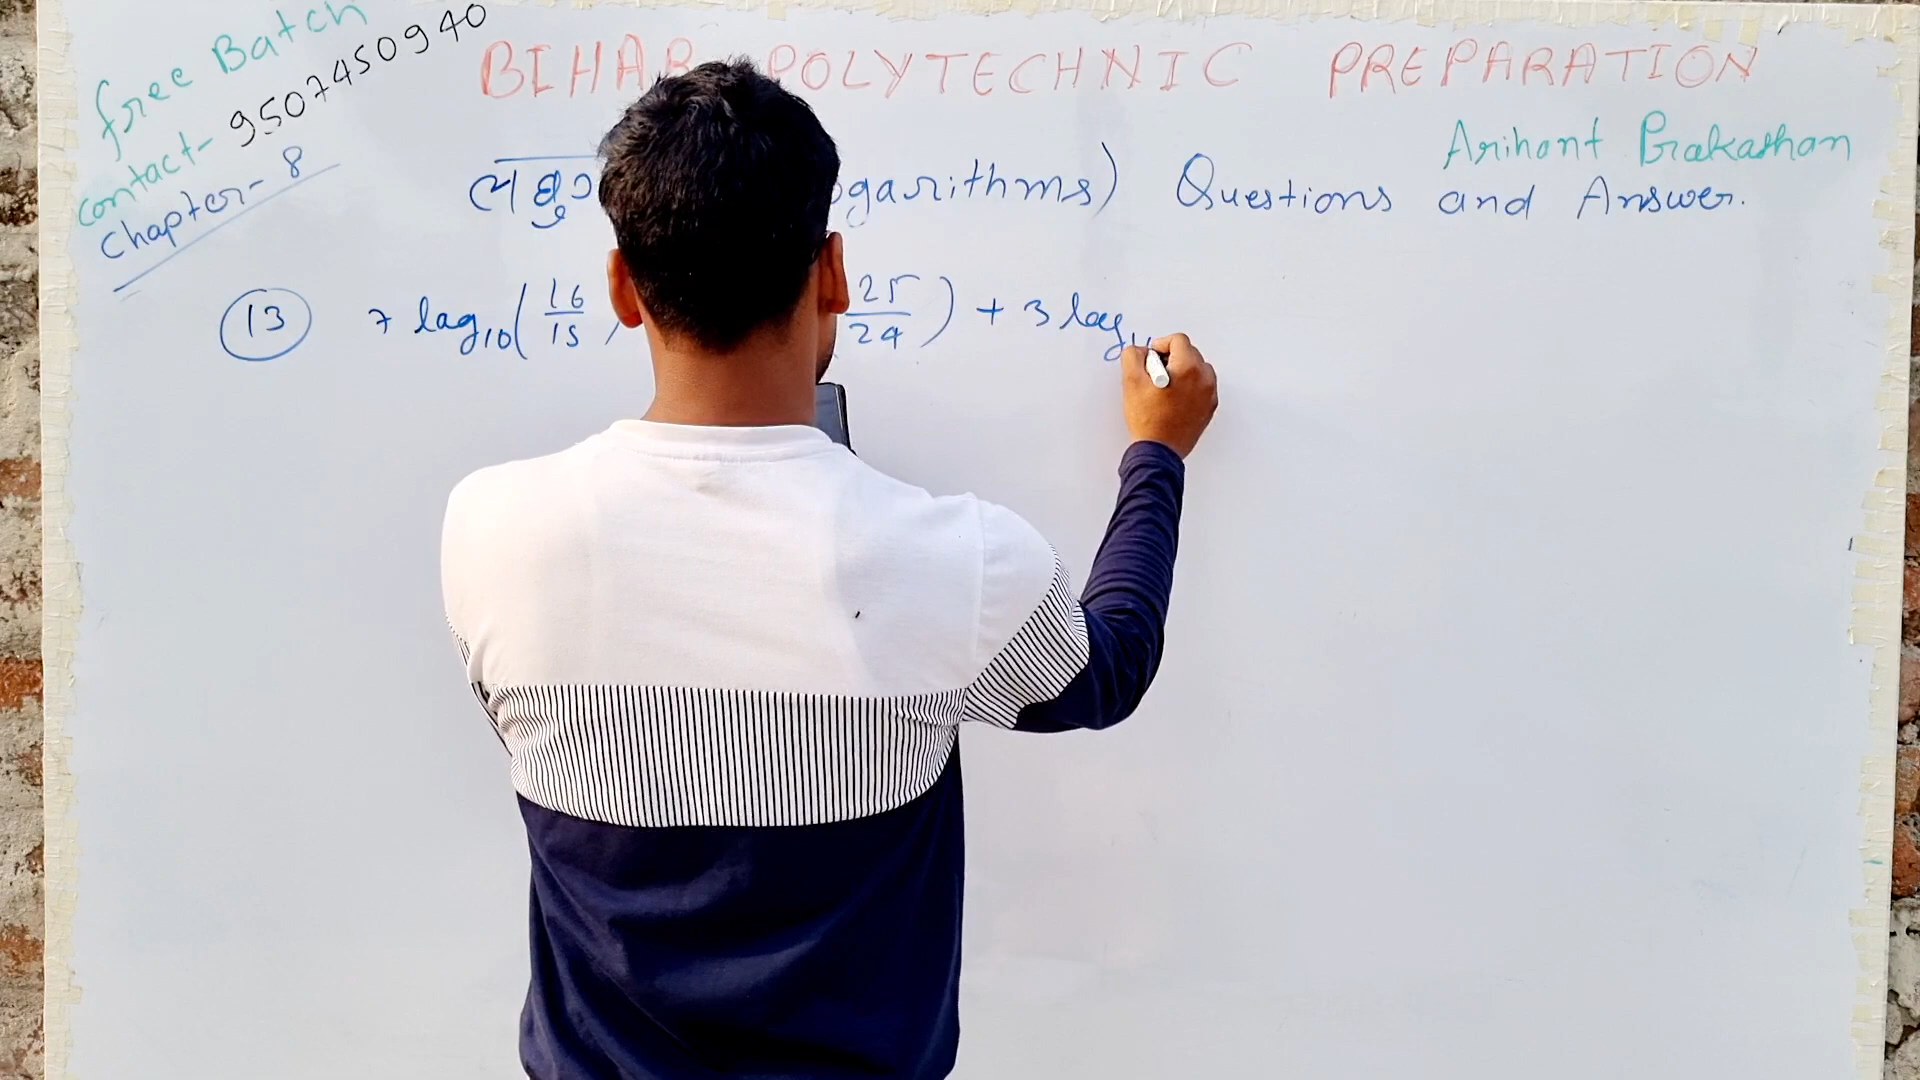 free Batch
contact- 9507450940
Chapter- 8
BIHAR POLYTECHNIC PREPARATION
Arihant Prakashan
ogarithms) Questions and Answer.
13 7 log10(16/15 25/24) + 3 log